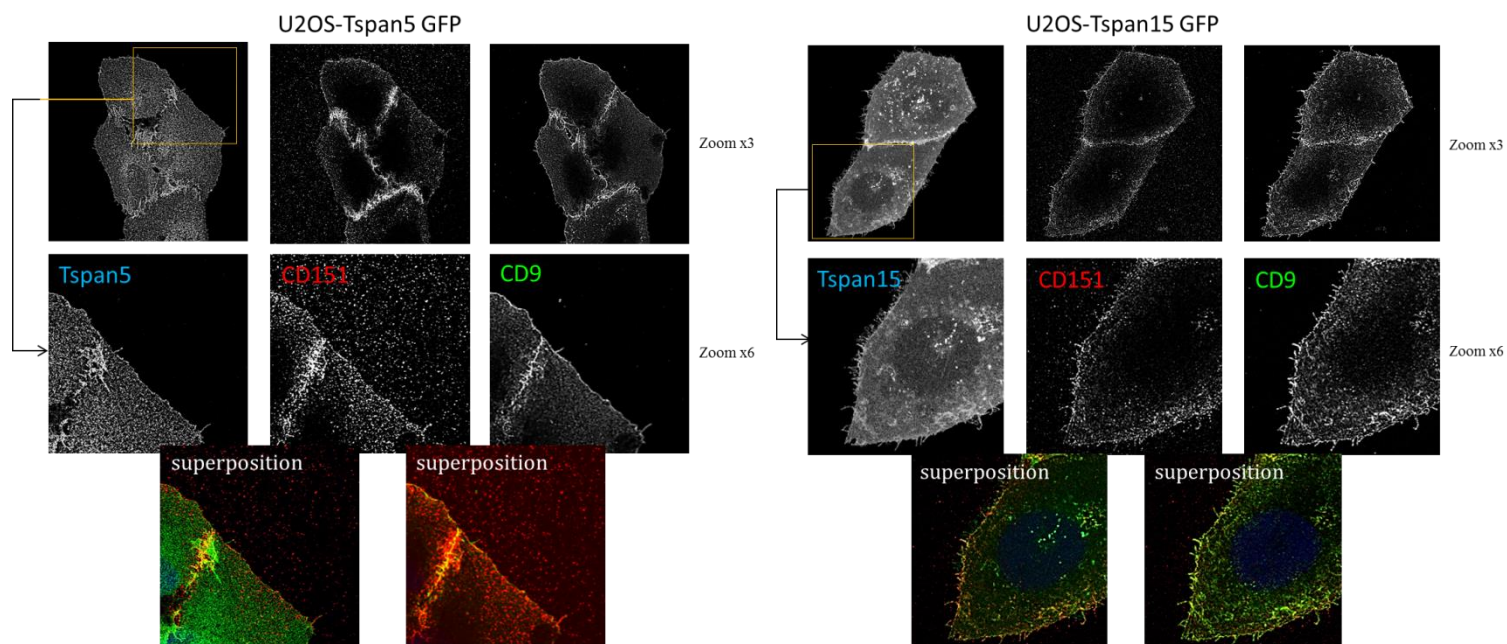 U2OS-Tspan5 GFP
U2OS-Tspan15 GFP
Zoom x3
Zoom x3
Tspan5
CD151
CD9
Zoom x6
Tspan15
CD151
CD9
Zoom x6
superposition
superposition
superposition
superposition